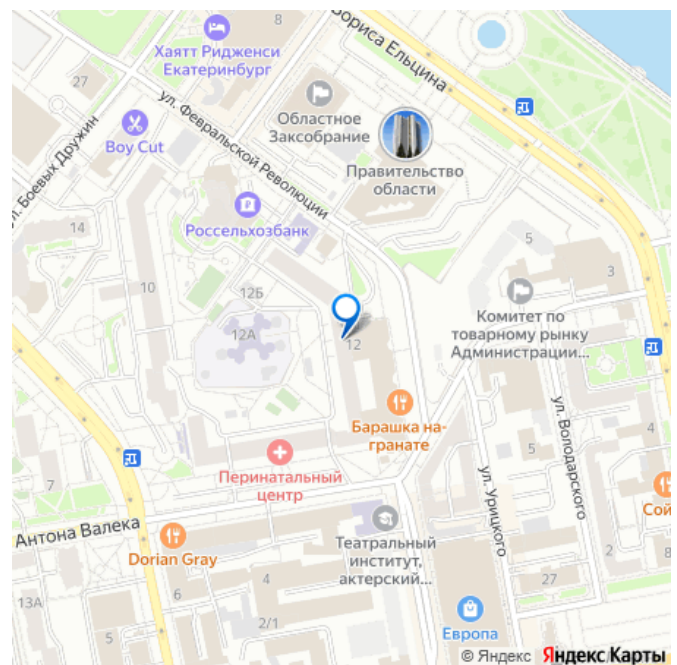 Хаятт Ридженси
Екатеринбург
Бориса Ельцина
27
Областное
Заксобрание
ул. Февральской Революции
Boy Cut
ул. Боевых Дружин
Правительство
области
Россельхозбанк
14
5
3
10
12Б
Комитет по
товарному рынку
Администрации...
12А
12
Барашка на-
гранате
ул. Володарского
5
Перинатальный
центр
ул. Урицкого
5
Сой
Антона Валека
Театральный
институт,
актерский...
Dorian Gray
2
8
6
4
27
2
13А
5
2/1
Европа
© Яндекс Яндекс Карты